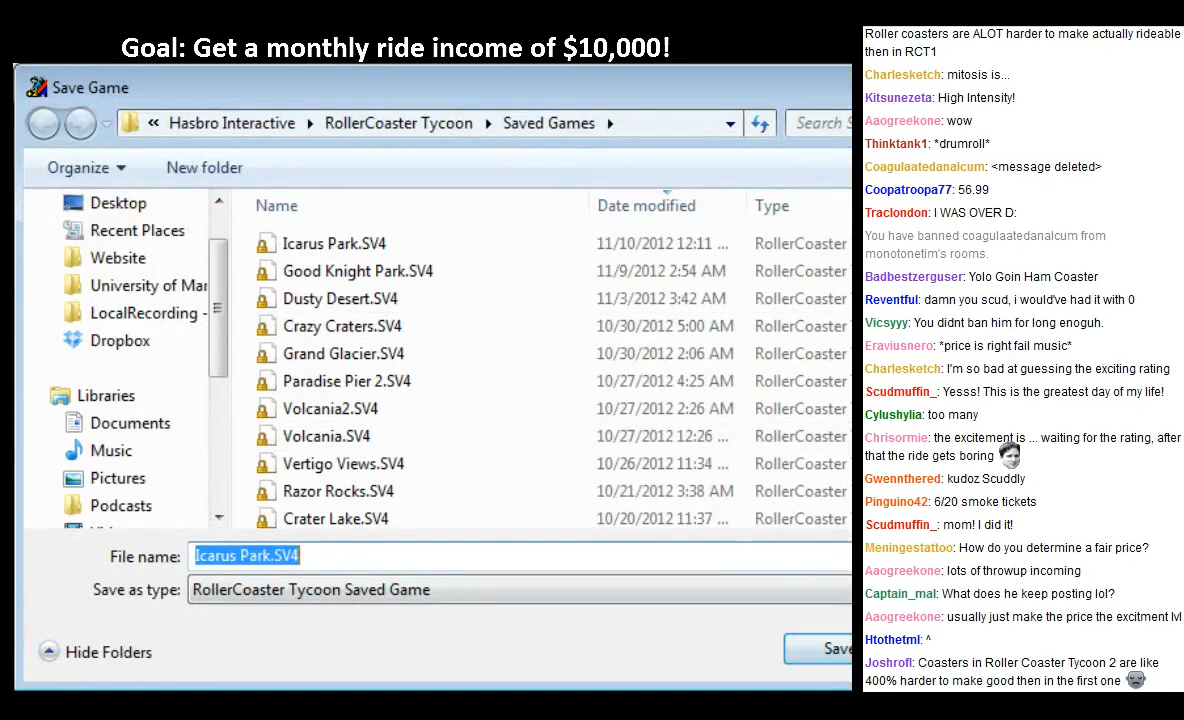 Goal: Get a monthly ride income of $10,000!
Save Game
« Hasbro Interactive RollerCoaster Tycoon Saved Games
Organize New folder
Desktop
Recent Places
Website
University of Mar
LocalRecording -
Dropbox
Libraries
Documents
Music
Pictures
Podcasts
Name Date modified Type
Icarus Park.SV4 11/10/2012 12:11 ... RollerCoaster
Good Knight Park.SV4 11/9/2012 2:54 AM RollerCoaster
Dusty Desert.SV4 11/3/2012 3:42 AM RollerCoaster
Crazy Craters.SV4 10/30/2012 5:00 AM RollerCoaster
Grand Glacier.SV4 10/30/2012 2:06 AM RollerCoaster
Paradise Pier 2.SV4 10/27/2012 4:25 AM RollerCoaster
Volcania2.SV4 10/27/2012 2:26 AM RollerCoaster
Volcania.SV4 10/27/2012 12:26 ... RollerCoaster
Vertigo Views.SV4 10/26/2012 11:34 ... RollerCoaster
Razor Rocks.SV4 10/21/2012 3:38 AM RollerCoaster
Crater Lake.SV4 10/20/2012 11:37 ... RollerCoaster
File name: Icarus Park.SV4
Save as type: RollerCoaster Tycoon Saved Game
Hide Folders
Save
Roller coasters are ALOT harder to make actually rideable
then in RCT1
Charlesketch: mitosis is...
Kitsunezeta: High Intensity!
Aaogreekone: wow
Thinktank1: *drumroll*
Coagulaatedanalcum: <message deleted>
Coopatroopa77: 56.99
Traclondon: I WAS OVER D:
You have banned coagulaatedanalcum from
monotonetim's rooms.
Badbestzerguser: Yolo Goin Ham Coaster
Reventful: damn you scud, i would've had it with 0
Vicsyyy: You didnt ban him for long enoguh.
Eraviusnero: *price is right fail music*
Charlesketch: I'm so bad at guessing the exciting rating
Scudmuffin_: Yesss! This is the greatest day of my life!
Cylushylia: too many
Chrisormie: the excitement is ... waiting for the rating, after
that the ride gets boring
Gwennthered: kudoz Scuddly
Pinguino42: 6/20 smoke tickets
Scudmuffin_: mom! I did it!
Meningestattoo: How do you determine a fair price?
Aaogreekone: lots of throwup incoming
Captain_mal: What does he keep posting lol?
Aaogreekone: usually just make the price the excitment lvl
Htothetml: ^
Joshrofl: Coasters in Roller Coaster Tycoon 2 are like
400% harder to make good then in the first one